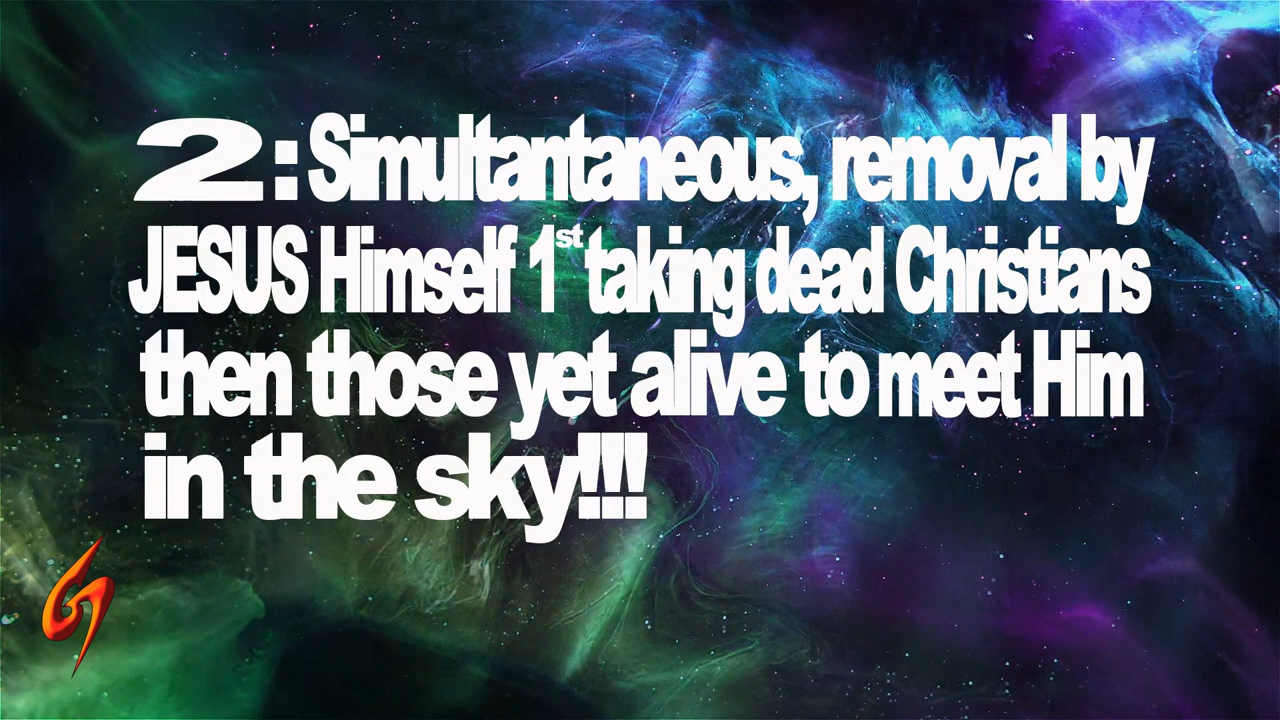 2: Simultantaneous, removal by
JESUS Himself 1st taking dead Christians
then those yet alive to meet Him
in the sky!!!